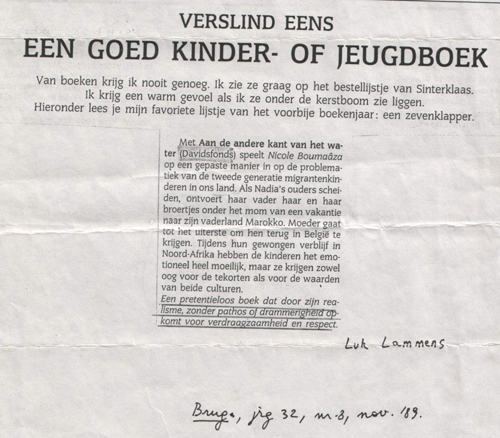 VERSLIND EENS
EEN GOED KINDER- OF JEUGDBOEK
Van boeken krijg ik nooit genoeg. Ik zie ze graag op het bestellijstje van Sinterklaas.
Ik krijg een warm gevoel als ik ze onder de kerstboom zie liggen.
Hieronder lees je mijn favoriete lijstje van het voorbije boekenjaar: een zevenklapper.
Met Aan de andere kant van het wa-
ter (Davidsfonds) speelt Nicole Boumaâza
op een gepaste manier in op de problema-
tiek van de tweede generatie migrantenkin-
deren in ons land. Als Nadia's ouders schei-
den, ontvoert haar vader haar en haar
broertjes onder het mom van een vakantie
naar zijn vaderland Marokko. Moeder gaat
tot het uiterste om hen terug in België te
krijgen. Tijdens hun gewongen verblijf in
Noord-Afrika hebben de kinderen het emo-
tioneel heel moeilijk, maar ze krijgen zowel
oog voor de tekorten als voor de waarden
van beide culturen.
Een pretentieloos boek dat door zijn rea-
lisme, zonder pathos of drammerigheid op-
komt voor verdraagzaamheid en respect.
Luk Lammens
Brugs, jrg 32, nr. 8, nov. '89.